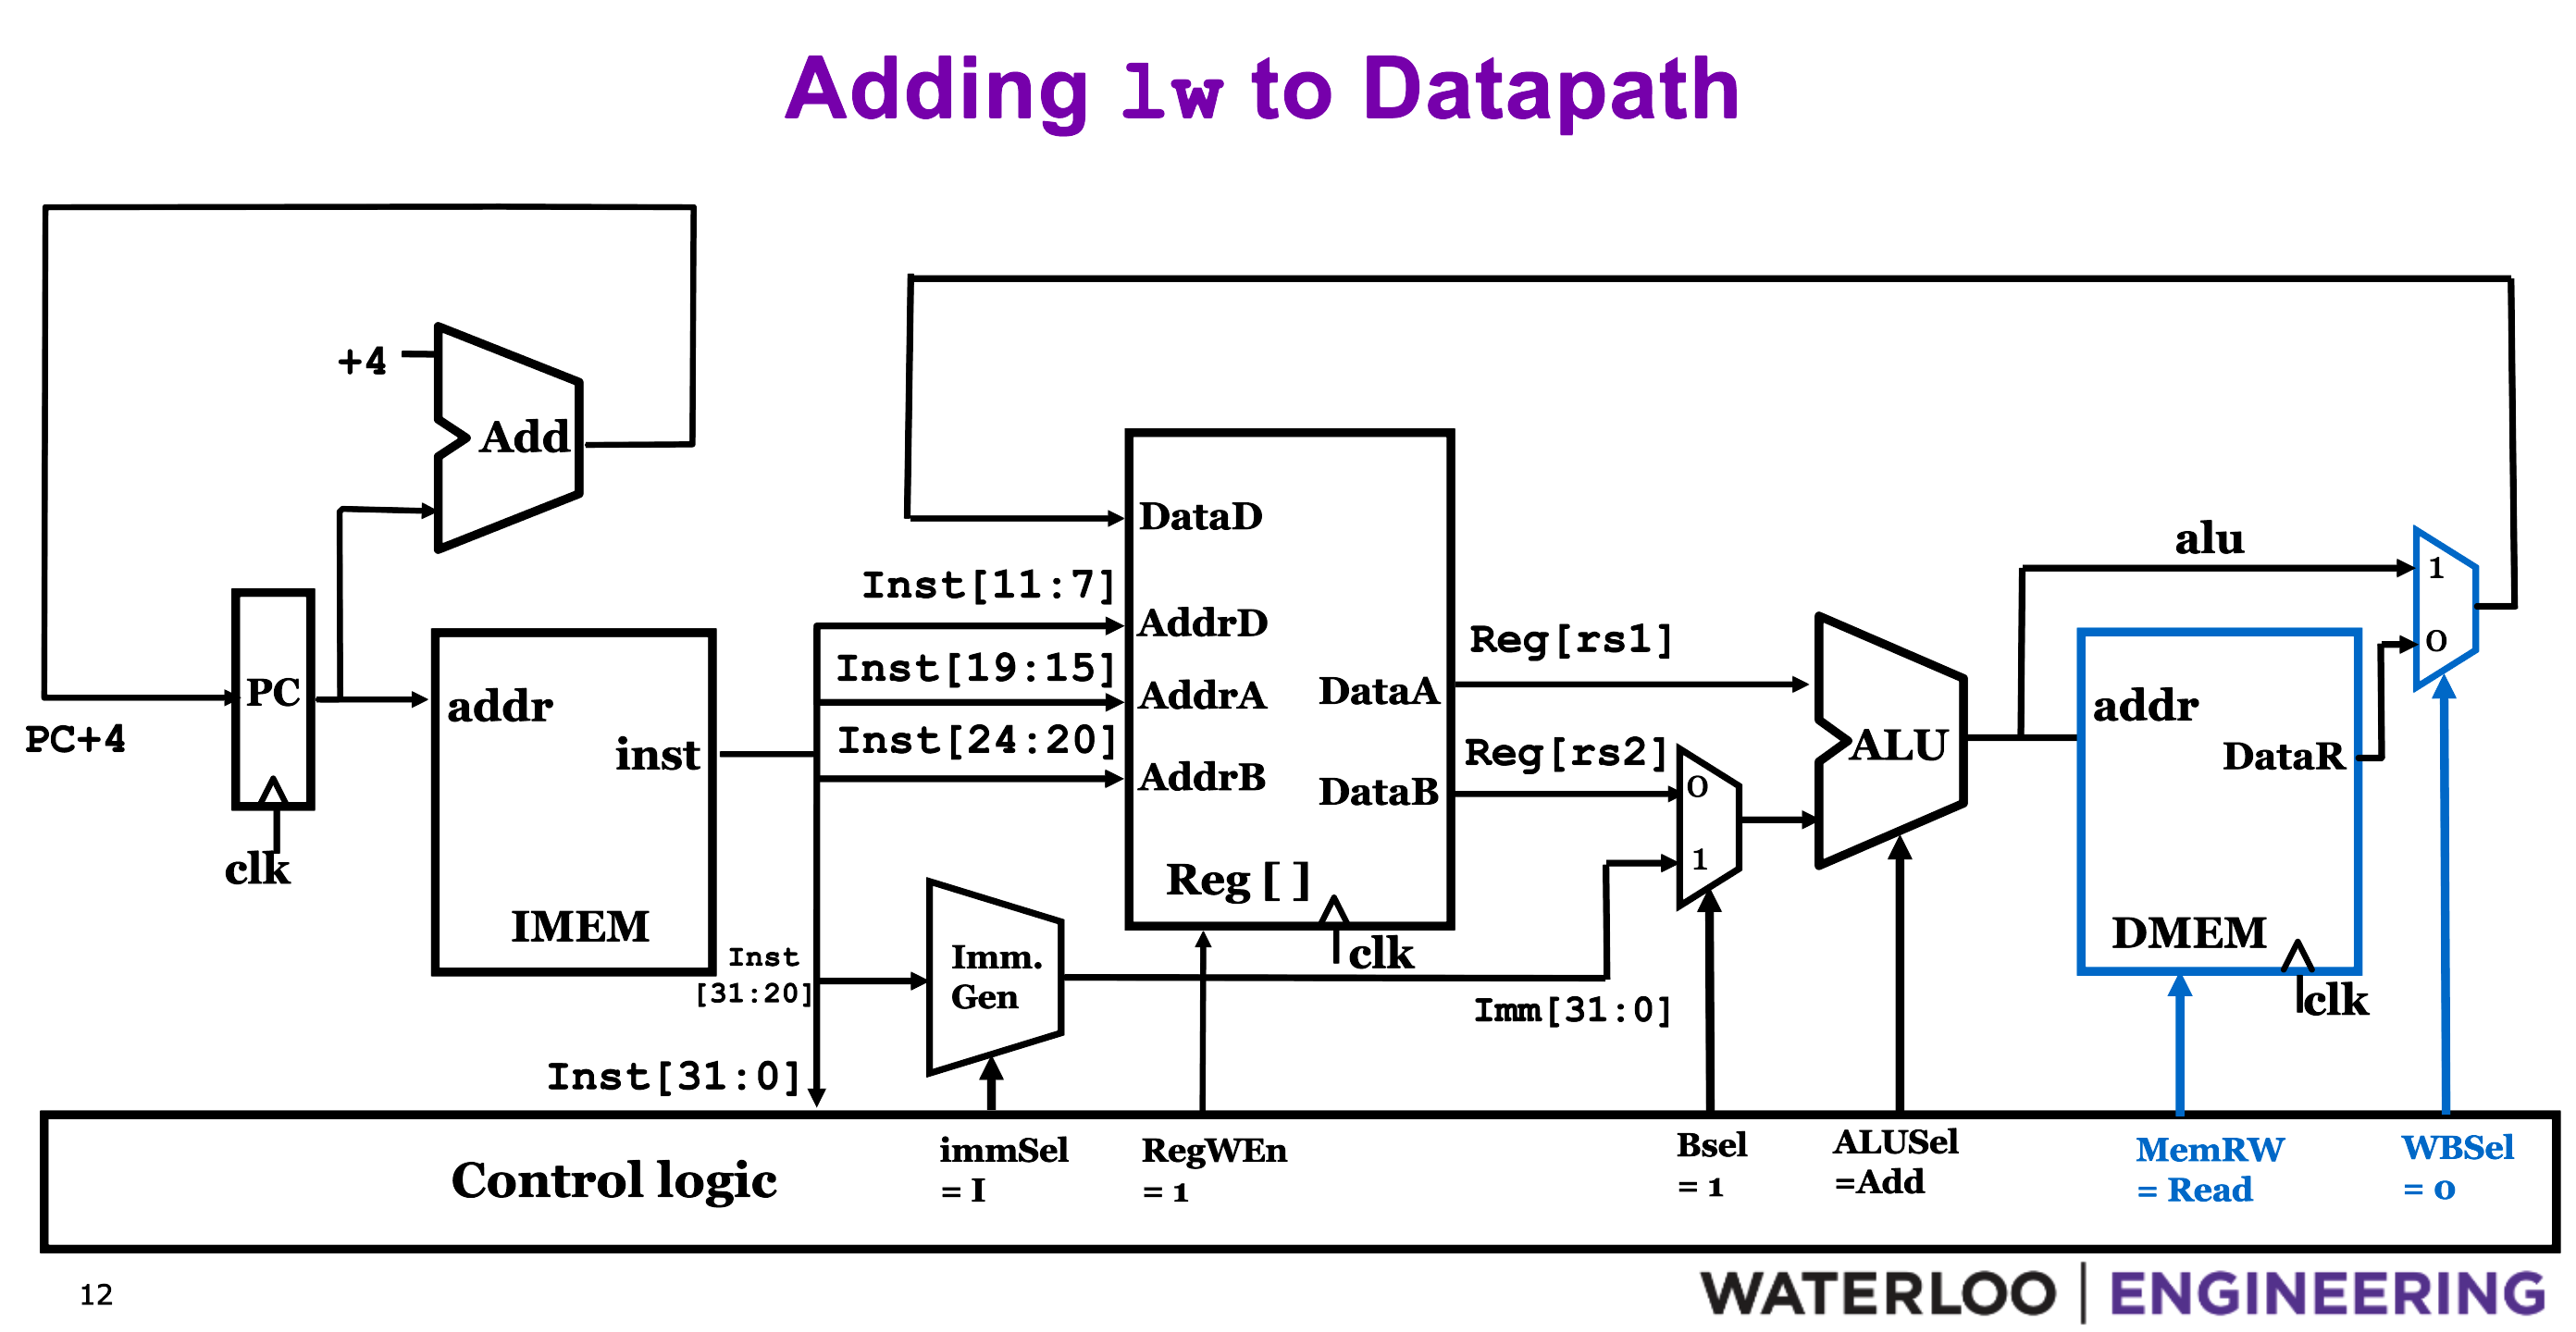 Adding lw to Datapath
+4
Add
PC+4
PC
clk
addr
inst
IMEM
Inst[11:7]
Inst[19:15]
Inst[24:20]
Inst
[31:20]
Inst[31:0]
Imm.
Gen
DataD
AddrD
AddrA
AddrB
DataA
DataB
Reg [ ]
clk
Reg[rs1]
Reg[rs2]
Imm[31:0]
0
1
ALU
alu
addr
DataR
DMEM
clk
1
0
Control logic
immSel
= I
RegWEn
= 1
Bsel
= 1
ALUSel
=Add
MemRW
= Read
WBSel
= 0
12
WATERLOO | ENGINEERING